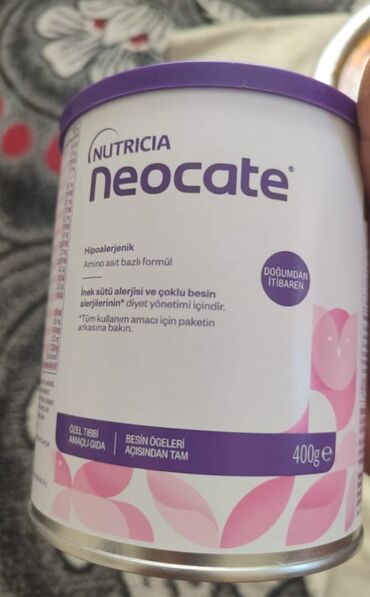 NUTRICIA
neocate®
Hipoalerjenik
Amino asit bazlı formül
DOĞUMDAN
İTİBAREN
İnek sütü alerjisi ve çoklu besin
alerjilerinin* diyet yönetimi içindir.
*Tüm kullanım amacı için paketin
arkasına bakın.
ÖZEL TIBBİ
AMAÇLI GIDA
BESİN ÖGELERİ
AÇISINDAN TAM
400g e